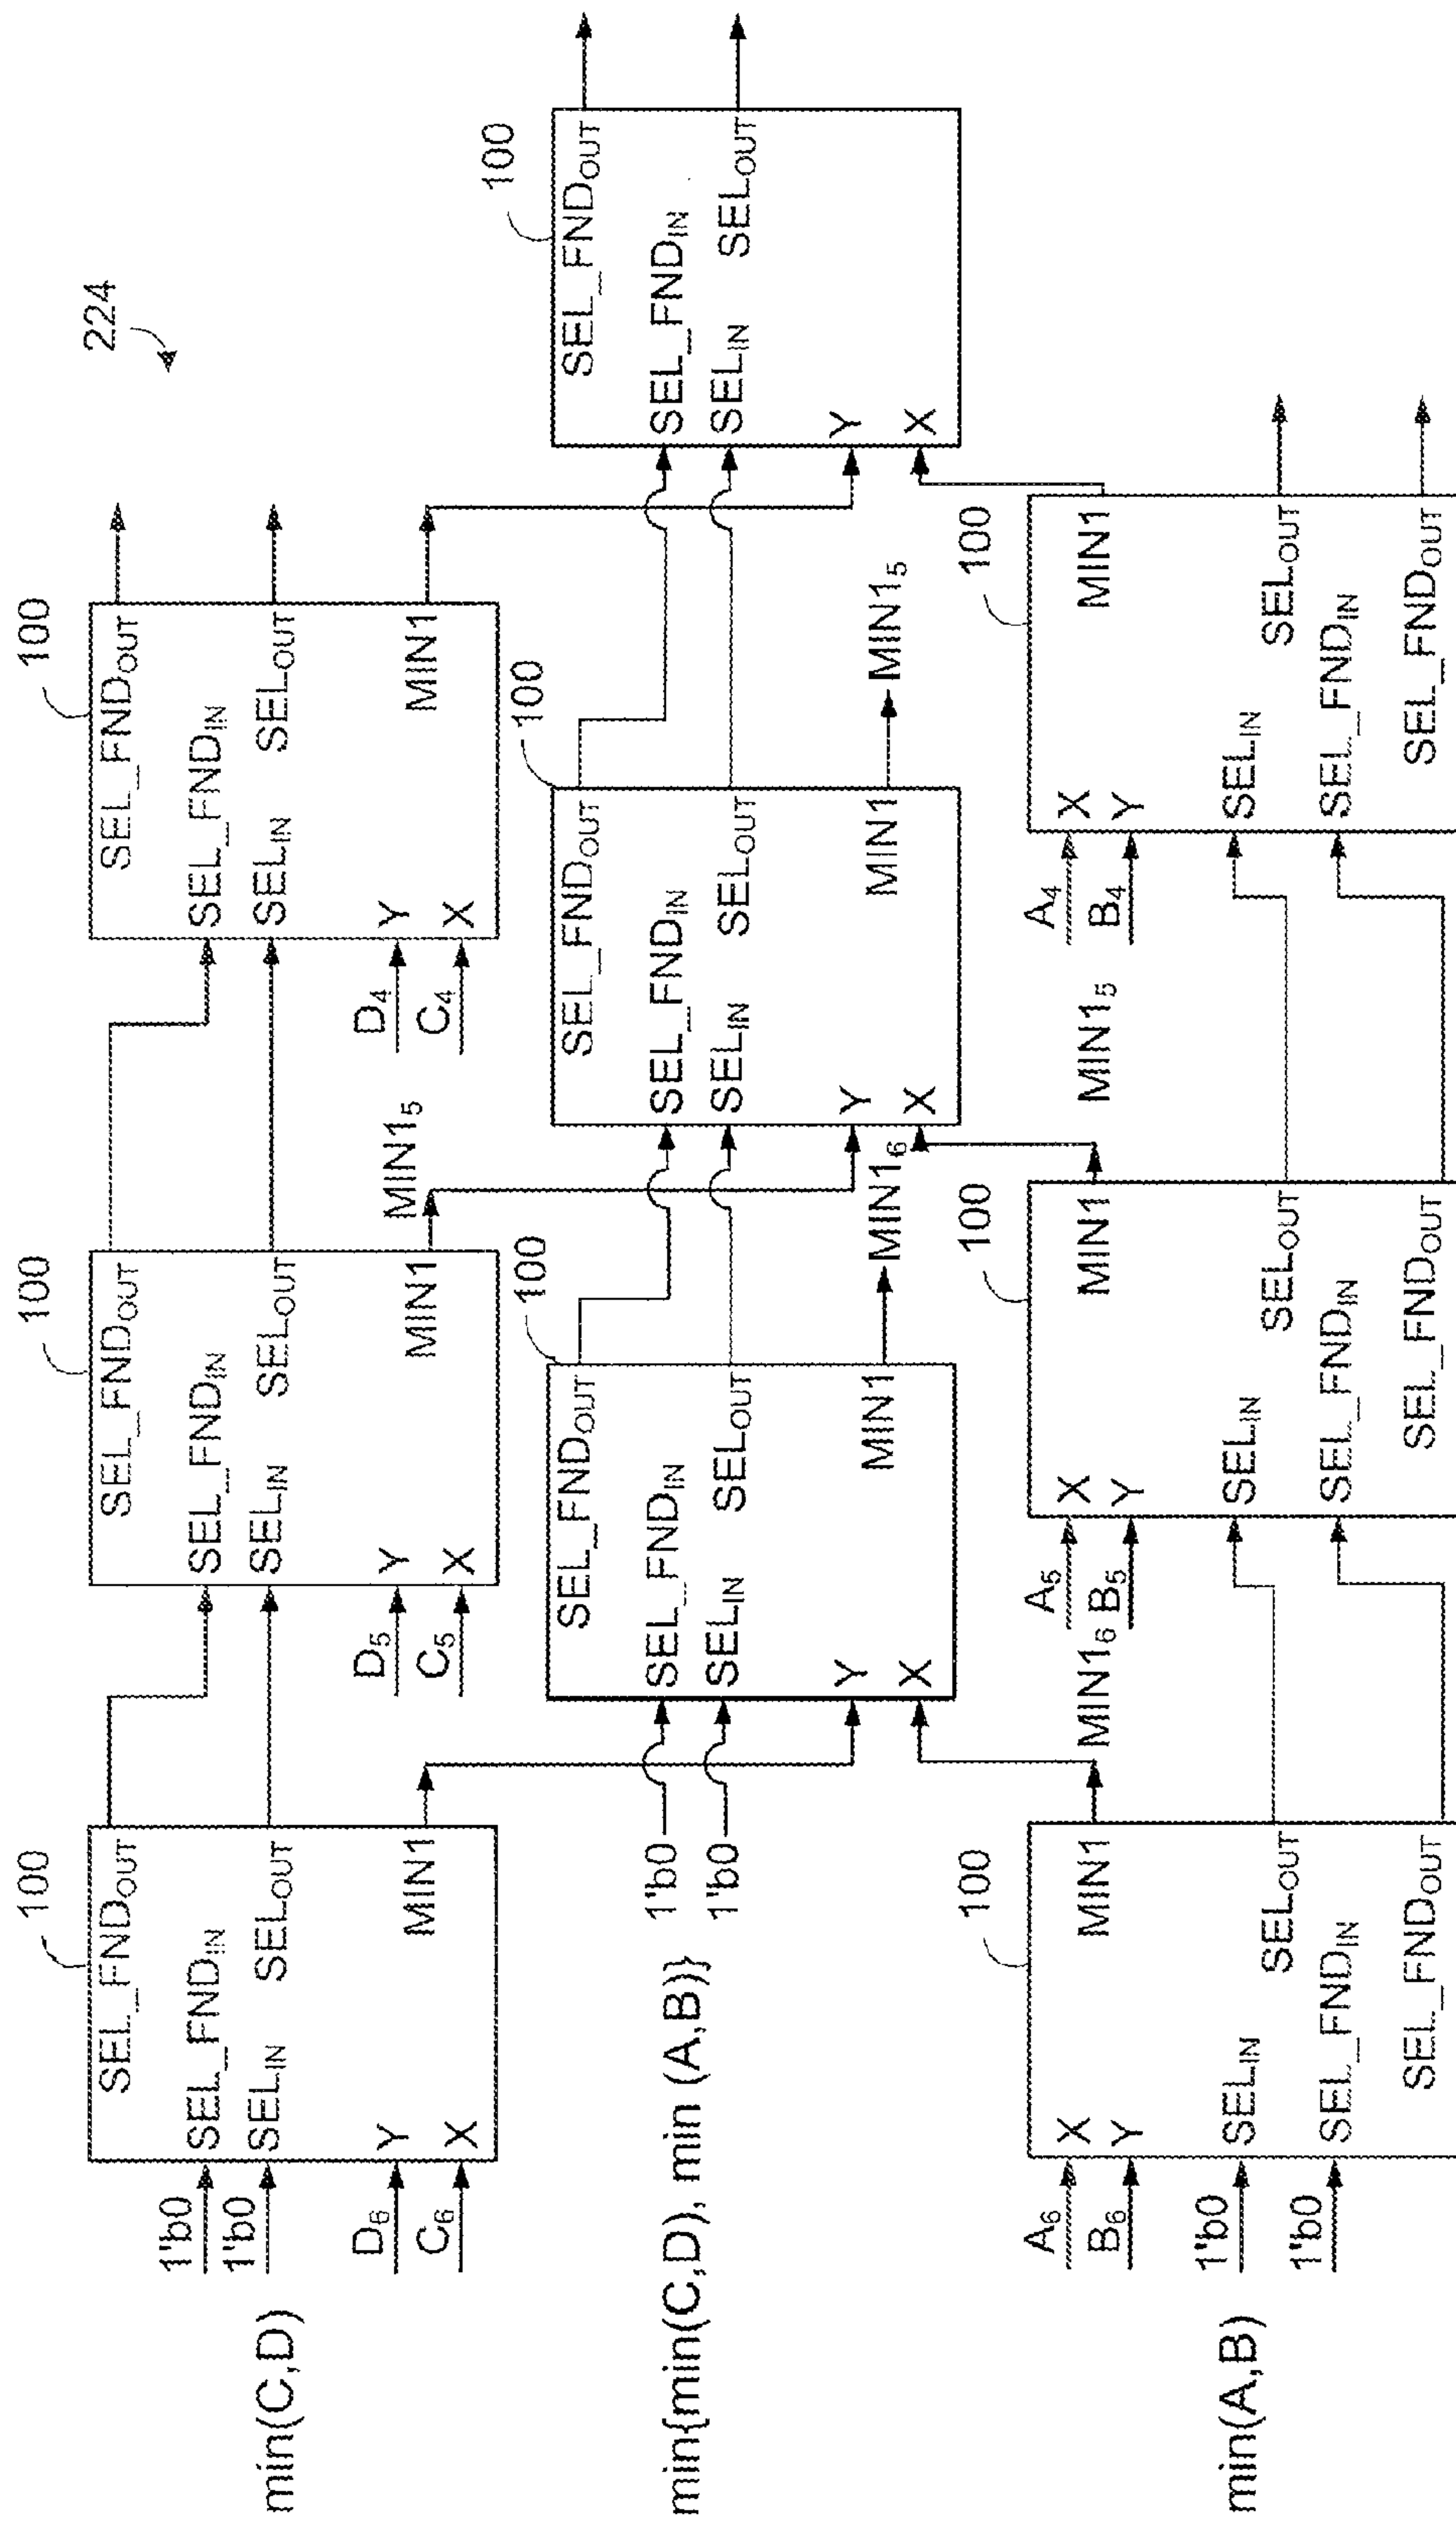 224
min(C,D)
1'b0
1'b0
D6
C6
100
SEL_FNDOUT
SEL_FNDIN
SELIN SELOUT
Y
X MIN1
D5
C5
100
SEL_FNDOUT
SEL_FNDIN
SELIN SELOUT
Y
X MIN1
MIN15
D4
C4
100
SEL_FNDOUT
SEL_FNDIN
SELIN SELOUT
Y
X MIN1
min{min(C,D), min (A,B)}
1'b0
1'b0
100
SEL_FNDOUT
SEL_FNDIN
SELIN SELOUT
Y
X MIN1
MIN16
100
SEL_FNDOUT
SEL_FNDIN
SELIN SELOUT
Y
X MIN1
MIN15
100
SEL_FNDOUT
SEL_FNDIN
SELIN SELOUT
Y
X
min(A,B)
A6
B6
1'b0
1'b0
100
X MIN1
Y
SELIN SELOUT
SEL_FNDIN
SEL_FNDOUT
MIN16
A5
B5
100
X MIN1
Y
SELIN SELOUT
SEL_FNDIN
SEL_FNDOUT
MIN15
A4
B4
100
X MIN1
Y
SELIN SELOUT
SEL_FNDIN
SEL_FNDOUT